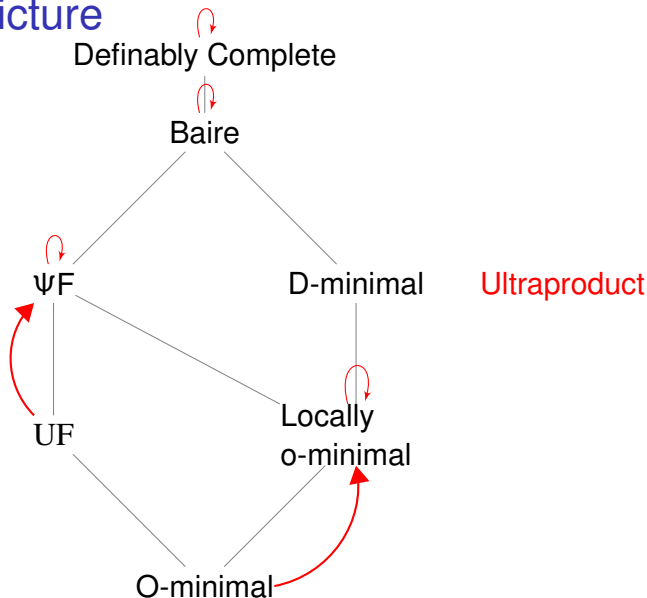 icture
Definably Complete
Baire
ψF
D-minimal
Ultraproduct
UF
Locally
o-minimal
O-minimal